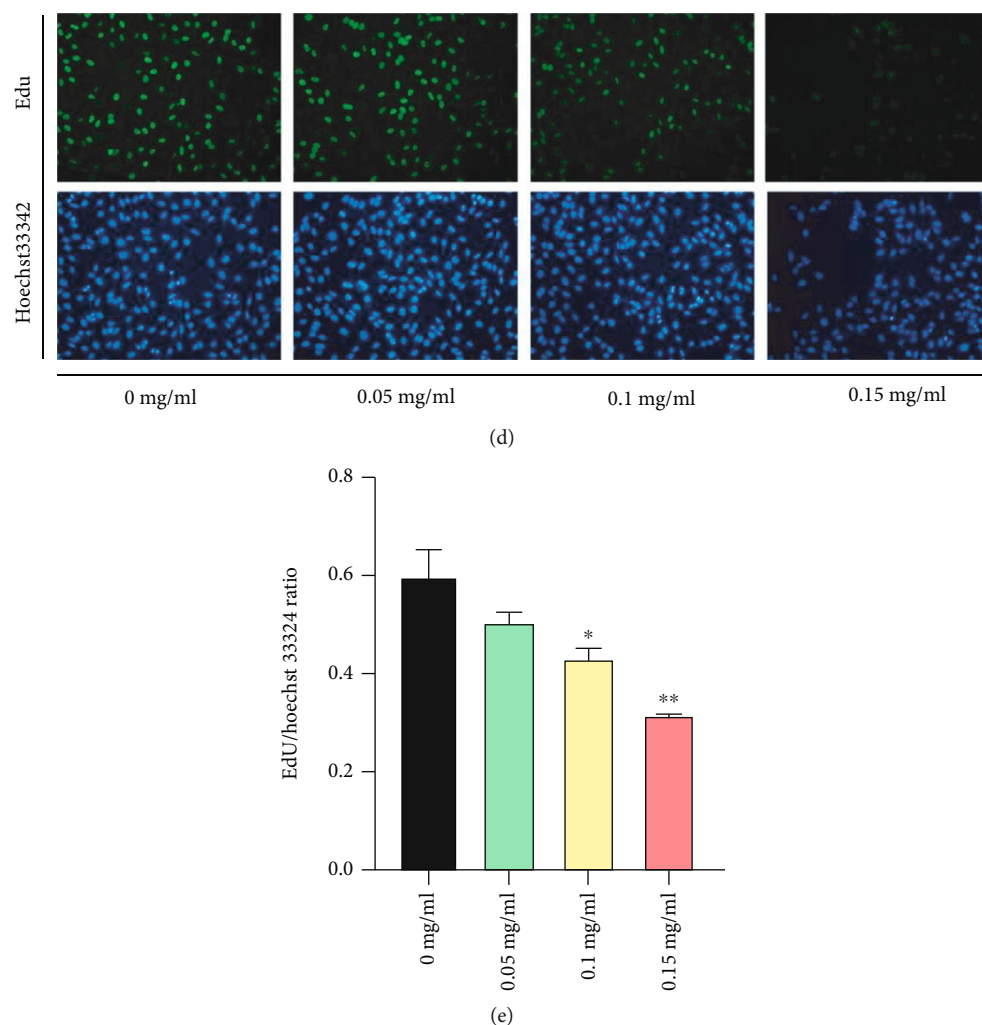 Edu
Hoechst33342
0 mg/ml
0.05 mg/ml
0.1 mg/ml
0.15 mg/ml
(d)
EdU/hoechst 33324 ratio
0.8
0.6
0.4
0.2
0.0
*
**
0 mg/ml
0.05 mg/ml
0.1 mg/ml
0.15 mg/ml
(e)